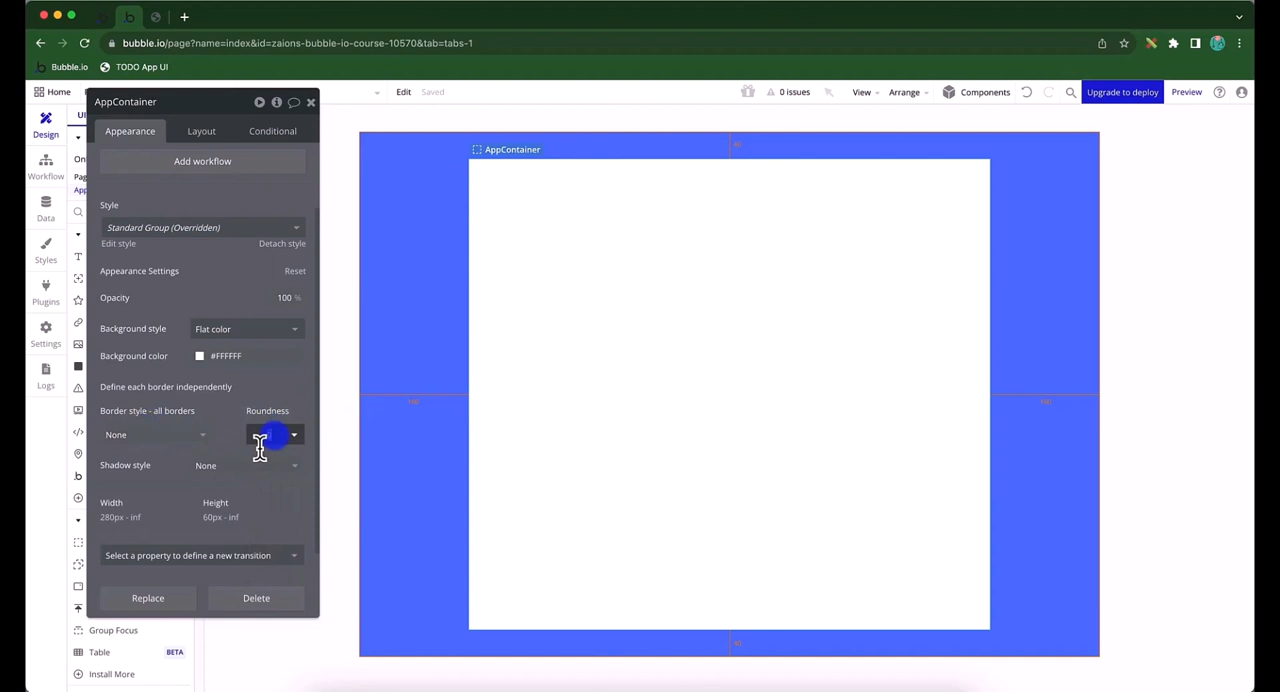 bubble.io/page?name=index&id=zaions-bubble-io-course-10570&tab=tabs-1
Bubble.io TODO App UI
Home Edit Saved 0 issues View Arrange Components Upgrade to deploy Preview
AppContainer
Appearance Layout Conditional
Add workflow
Style
Standard Group (Overridden)
Edit style Detach style
Appearance Settings Reset
Opacity 100 %
Background style Flat color
Background color #FFFFFF
Define each border independently
Border style - all borders Roundness
None
Shadow style None
Width Height
280px - inf 60px - inf
Select a property to define a new transition
Replace Delete
Design
Workflow
Data
Styles
Plugins
Settings
Logs
Group Focus
Table BETA
Install More
AppContainer